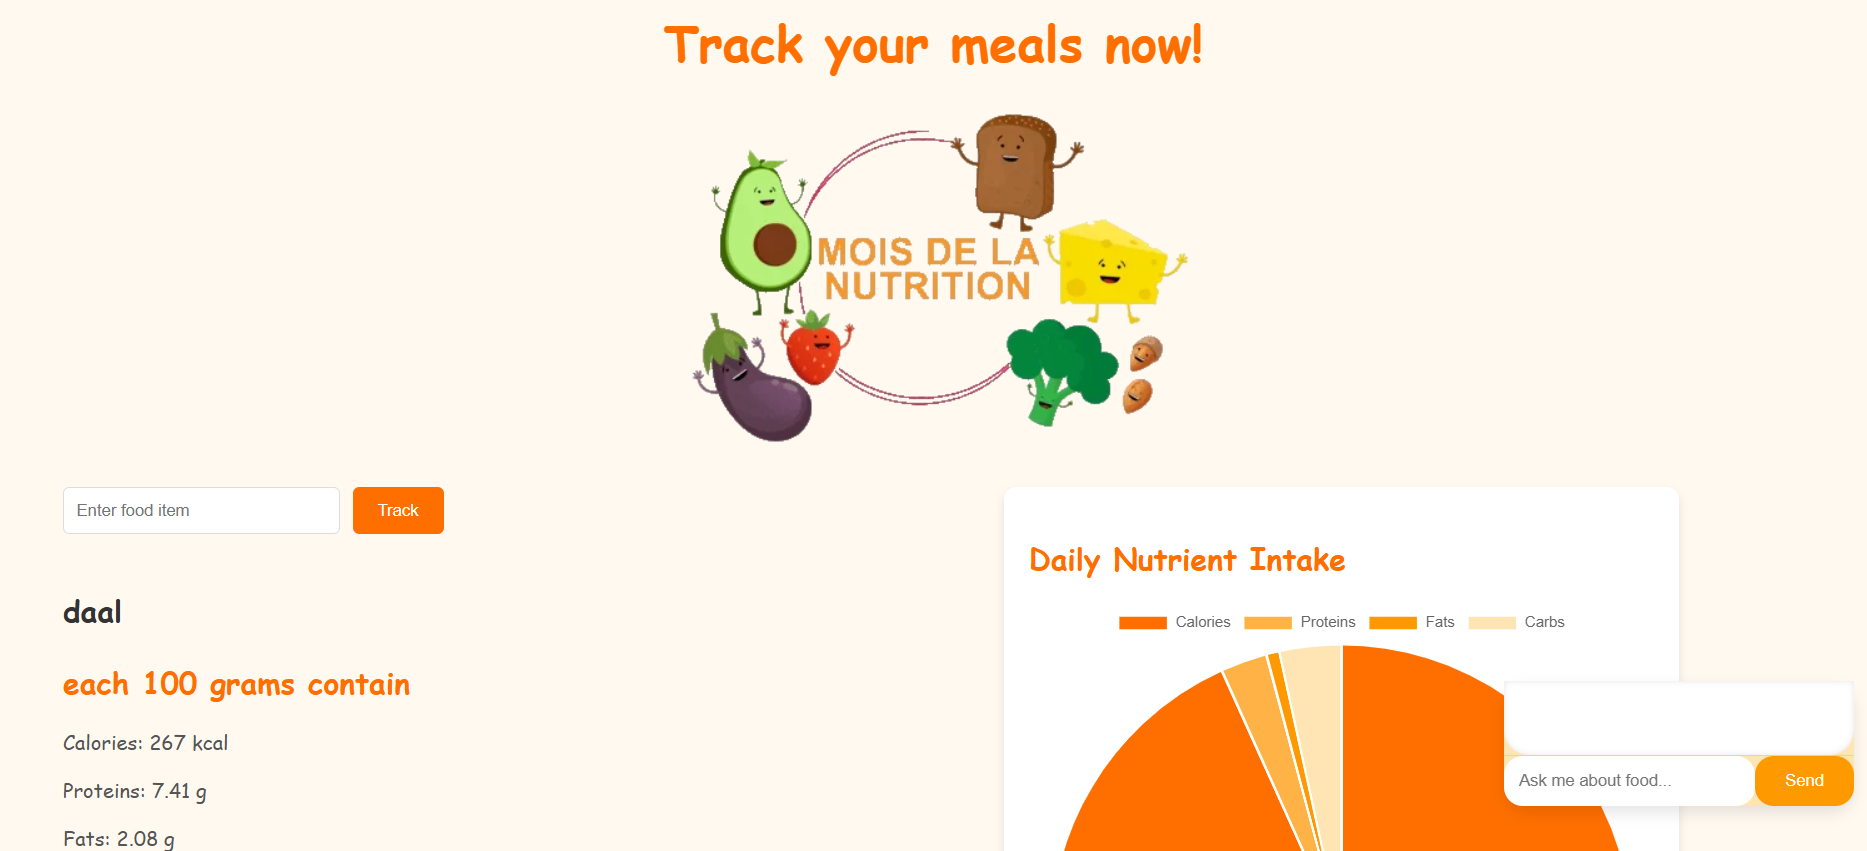 Track your meals now!
MOIS DE LA
NUTRITION
Enter food item
Track
daal
each 100 grams contain
Calories: 267 kcal
Proteins: 7.41 g
Fats: 2.08 g
Daily Nutrient Intake
Calories Proteins Fats Carbs
Ask me about food...
Send